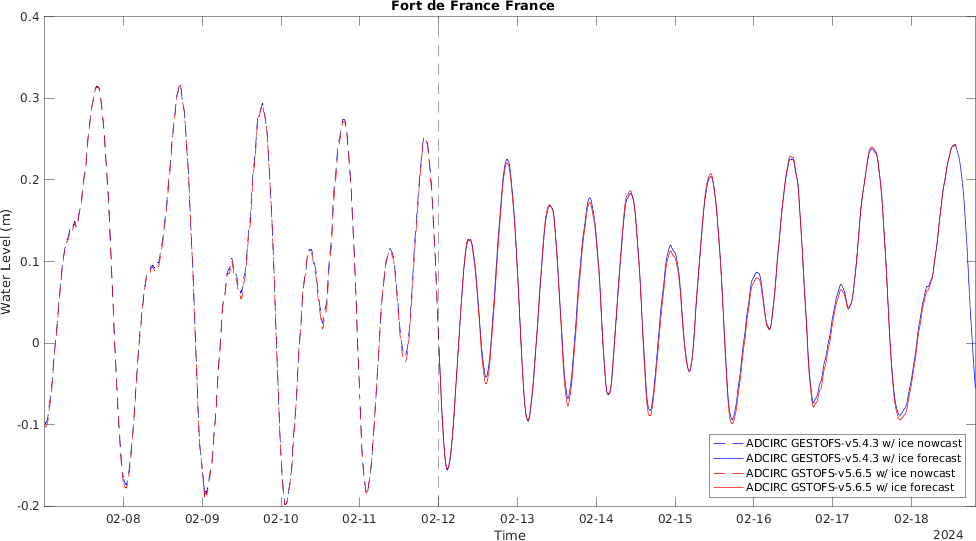 Fort de France France
0.4
0.3
0.2
0.1
0
-0.1
-0.2
Water Level (m)
02-08
02-09
02-10
02-11
02-12
02-13
02-14
02-15
02-16
02-17
02-18
Time
2024
ADCIRC GESTOFS-v5.4.3 w/ ice nowcast
ADCIRC GESTOFS-v5.4.3 w/ ice forecast
ADCIRC GSTOFS-v5.6.5 w/ ice nowcast
ADCIRC GSTOFS-v5.6.5 w/ ice forecast